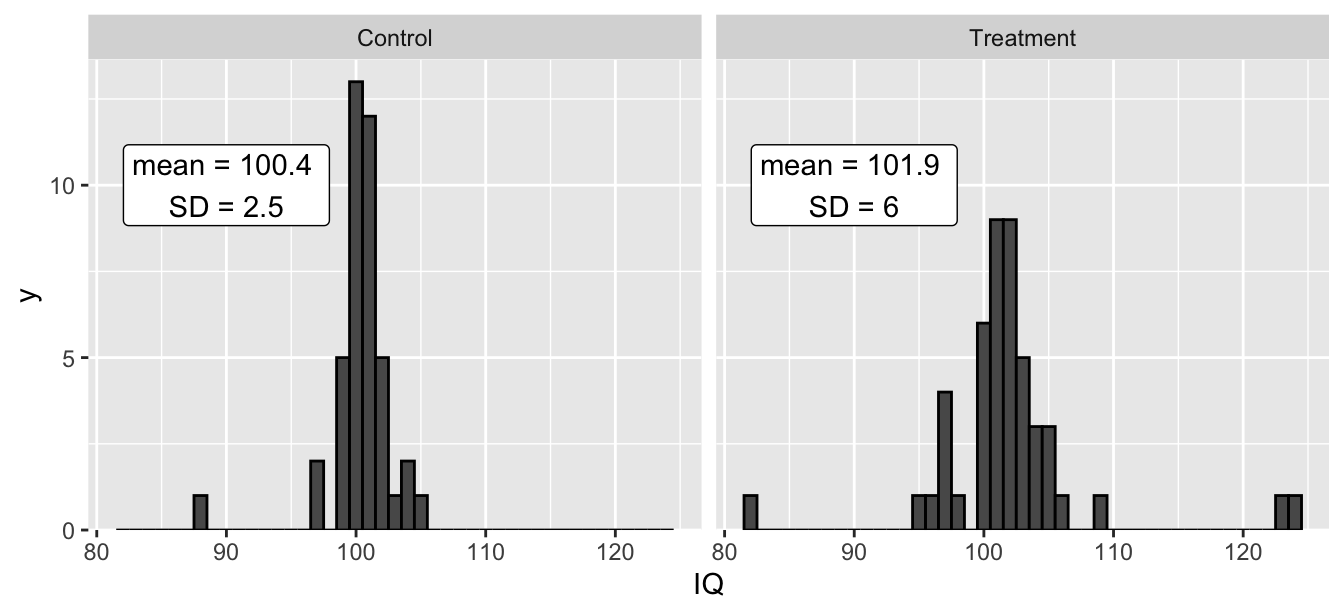 Control
Treatment
mean = 100.4
SD = 2.5
mean = 101.9
SD = 6
y
10
5
0
80 90 100 110 120
80 90 100 110 120
IQ